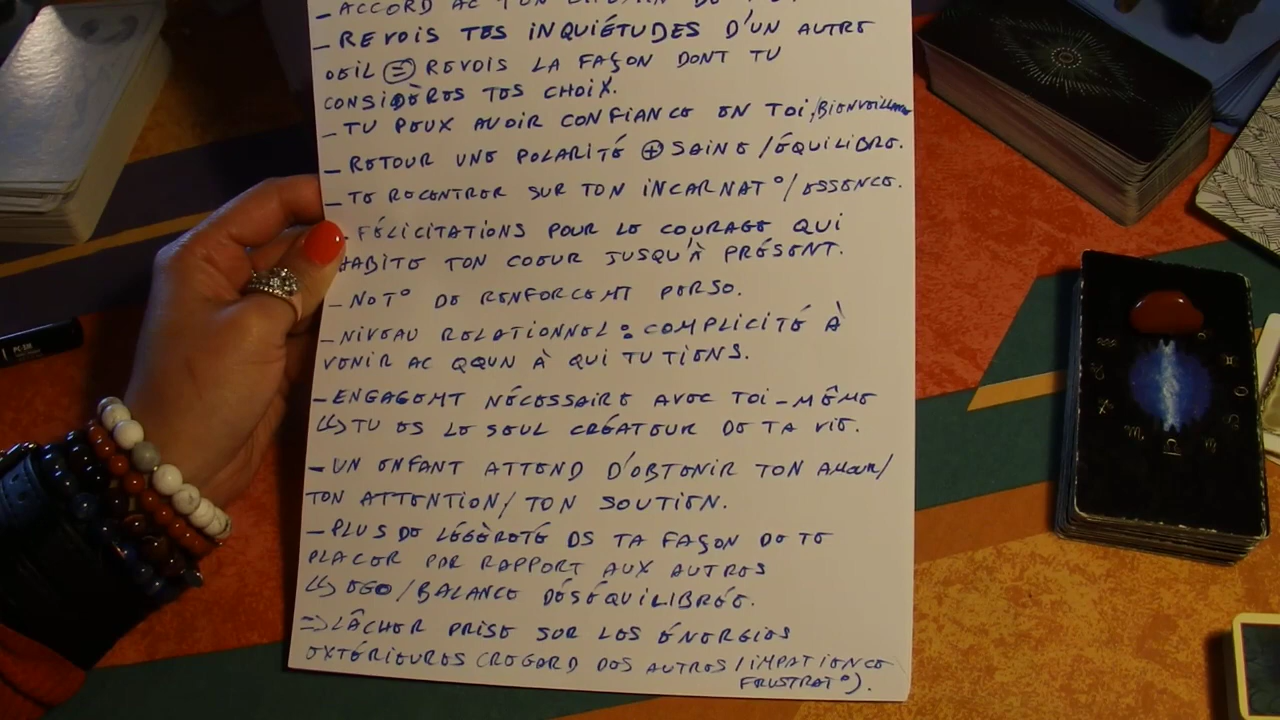 - ACCORD AC TON
- REVOIS TES INQUIÉTUDES D'UN AUTRE
OEIL = REVOIS LA FAÇON DONT TU
CONSIDÈRES TES CHOIX.
- TU PEUX AVOIR CONFIANCE EN TOI/BIENVEILLANCE
- RETOUR UNE POLARITÉ + SAINE/ÉQUILIBRE.
- TE RECENTRER SUR TON INCARNAT°/ESSENCE.
- FÉLICITATIONS POUR LE COURAGE QUI
HABITE TON COEUR JUSQU'À PRÉSENT.
- NOT° DE RENFORCEMT PERSO.
- NIVEAU RELATIONNEL : COMPLICITÉ À
VENIR AC QQUN À QUI TU TIENS.
- ENGAGEMT NÉCESSAIRE AVEC TOI-MÊME
↳> TU ES LE SEUL CRÉATEUR DE TA VIE.
- UN ENFANT ATTEND D'OBTENIR TON AMOUR/
TON ATTENTION/TON SOUTIEN.
- PLUS DE LÉGÈRETÉ DS TA FAÇON DE TE
PLACER PAR RAPPORT AUX AUTRES
↳> EGO/BALANCE DÉSÉQUILIBRÉE.
=> LÂCHER PRISE SUR LES ÉNERGIES
EXTÉRIEURES (REGARD DES AUTRES/IMPATIENCE
FRUSTRAT°).